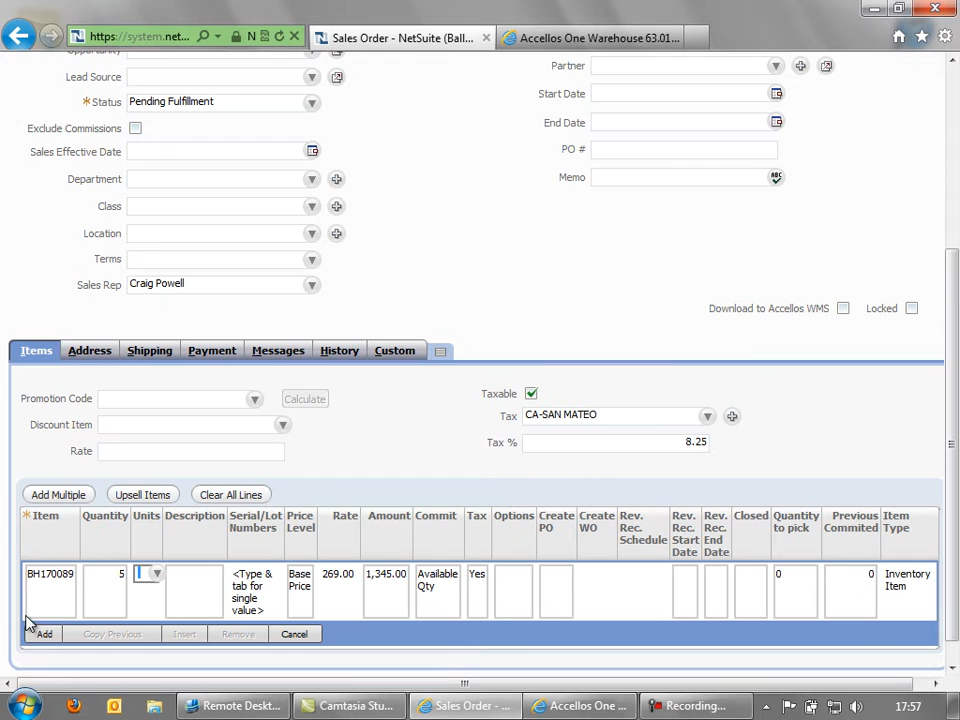 https://system.net...
Sales Order - NetSuite (Ball...
Accellos One Warehouse 63.01...
Lead Source
Partner
*Status Pending Fulfillment
Start Date
Exclude Commissions
End Date
Sales Effective Date
PO #
Department
Memo
ABC
Class
Location
Terms
Sales Rep Craig Powell
Download to Accellos WMS
Locked
Items Address Shipping Payment Messages History Custom
Promotion Code
Calculate
Taxable
Discount Item
Tax CA-SAN MATEO
Rate
Tax % 8.25
Add Multiple Upsell Items Clear All Lines
*Item Quantity Units Description Serial/Lot Numbers Price Level Rate Amount Commit Tax Options Create PO Create WO Rev. Rec. Schedule Rev. Rec. Start Date Rev. Rec. End Date Closed Quantity to pick Previous Commited Item Type
BH170089 5 <Type & tab for single value> Base Price 269.00 1,345.00 Available Qty Yes 0 0 Inventory Item
Add Copy Previous Insert Remove Cancel
Remote Deskt...
Camtasia Stu...
Sales Order - ...
Accellos One ...
Recording...
17:57